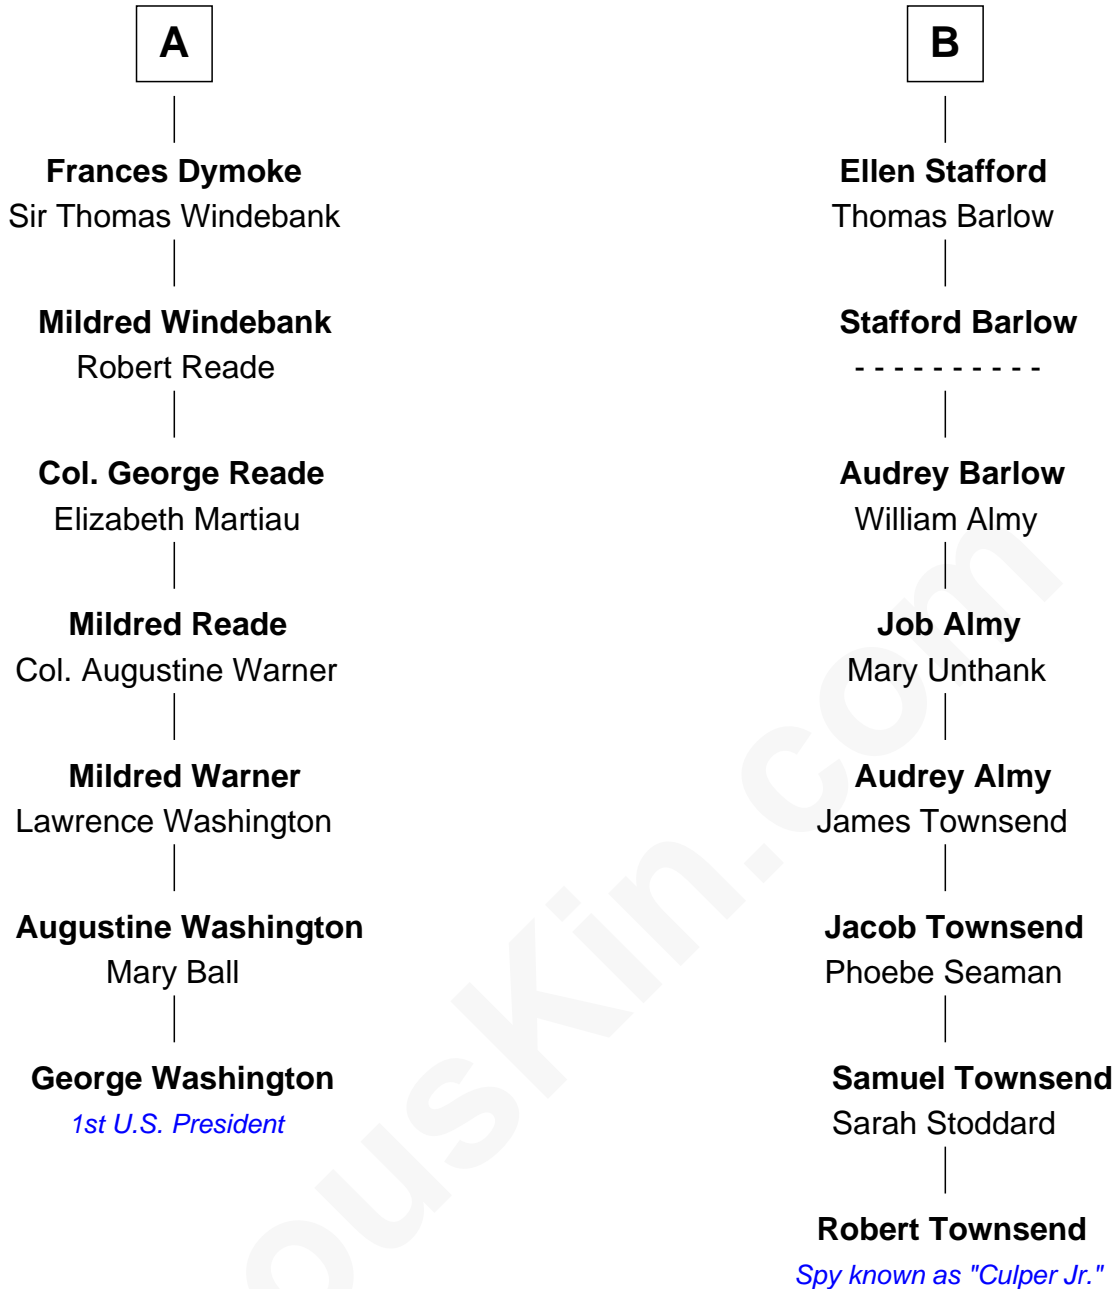 A
Frances Dymoke
Sir Thomas Windebank
Mildred Windebank
Robert Reade
Col. George Reade
Elizabeth Martiau
Mildred Reade
Col. Augustine Warner
Mildred Warner
Lawrence Washington
Augustine Washington
Mary Ball
George Washington
1st U.S. President
B
Ellen Stafford
Thomas Barlow
Stafford Barlow
- - - - - - - - - -
Audrey Barlow
William Almy
Job Almy
Mary Unthank
Audrey Almy
James Townsend
Jacob Townsend
Phoebe Seaman
Samuel Townsend
Sarah Stoddard
Robert Townsend
Spy known as "Culper Jr."
ousKin.com